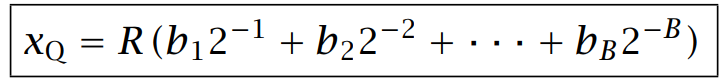 x_Q = R(b_1 2^{-1} + b_2 2^{-2} + · · · + b_B 2^{-B})